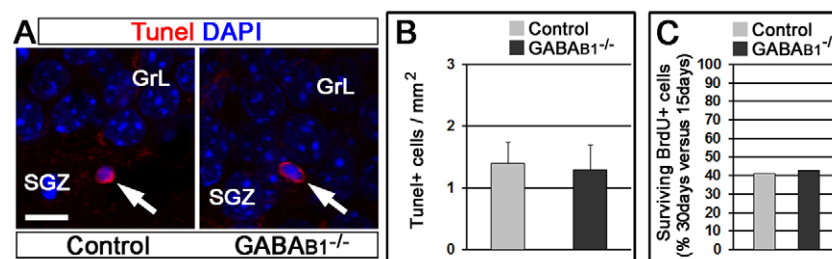 A
Tunel DAPI
GrL
GrL
SGZ
SGZ
Control
GABAB1-/-
B
Control
GABAB1-/-
Tunel+ cells / mm²
3
2
1
0
C
Control
GABAB1-/
Surviving BrdU+ cells
(% 30days versus 15days)
100
90
80
70
60
50
40
30
20
10
0